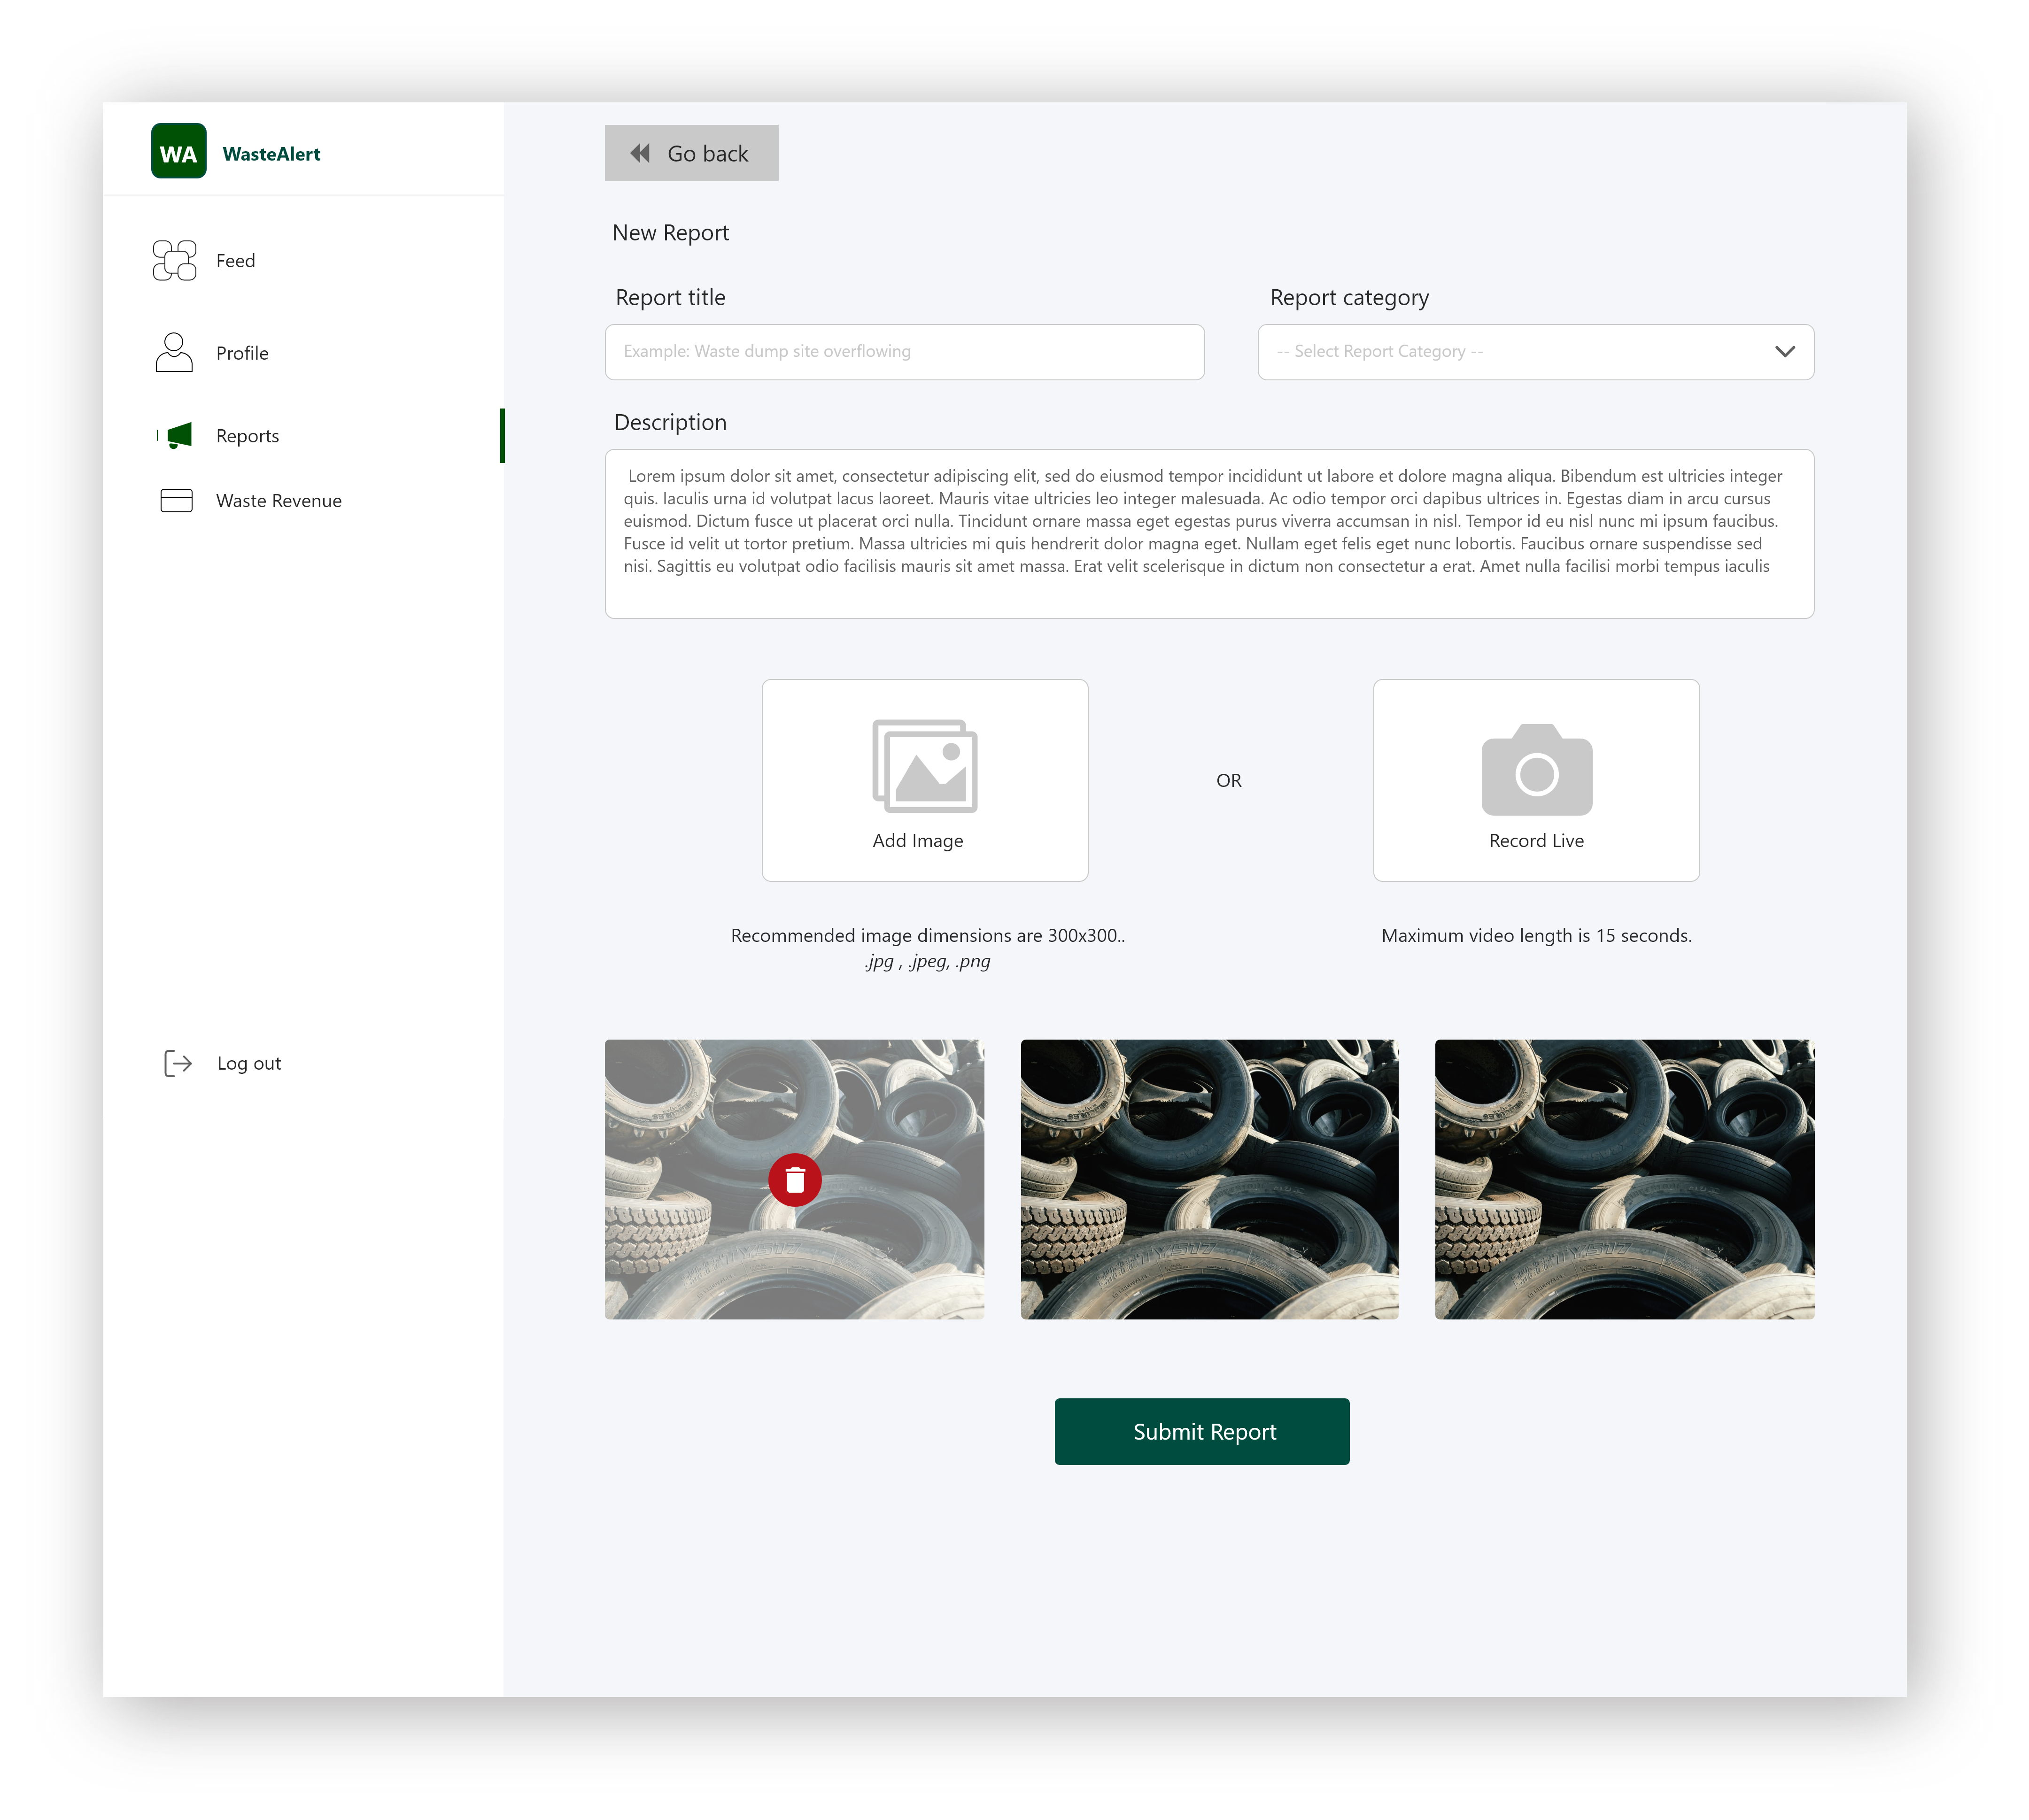 WA
WasteAlert
Feed
Profile
Reports
Waste Revenue
Log out
Go back
New Report
Report title
Report category
Example: Waste dump site overflowing
-- Select Report Category --
Description
Lorem ipsum dolor sit amet, consectetur adipiscing elit, sed do eiusmod tempor incididunt ut labore et dolore magna aliqua. Bibendum est ultricies integer
quis. Iaculis urna id volutpat lacus laoreet. Mauris vitae ultricies leo integer malesuada. Ac odio tempor orci dapibus ultrices in. Egestas diam in arcu cursus
euismod. Dictum fusce ut placerat orci nulla. Tincidunt ornare massa eget egestas purus viverra accumsan in nisl. Tempor id eu nisl nunc mi ipsum faucibus.
Fusce id velit ut tortor pretium. Massa ultricies mi quis hendrerit dolor magna eget. Nullam eget felis eget nunc lobortis. Faucibus ornare suspendisse sed
nisi. Sagittis eu volutpat odio facilisis mauris sit amet massa. Erat velit scelerisque in dictum non consectetur a erat. Amet nulla facilisi morbi tempus iaculis
Add Image
OR
Record Live
Recommended image dimensions are 300x300..
.jpg , .jpeg, .png
Maximum video length is 15 seconds.
Submit Report